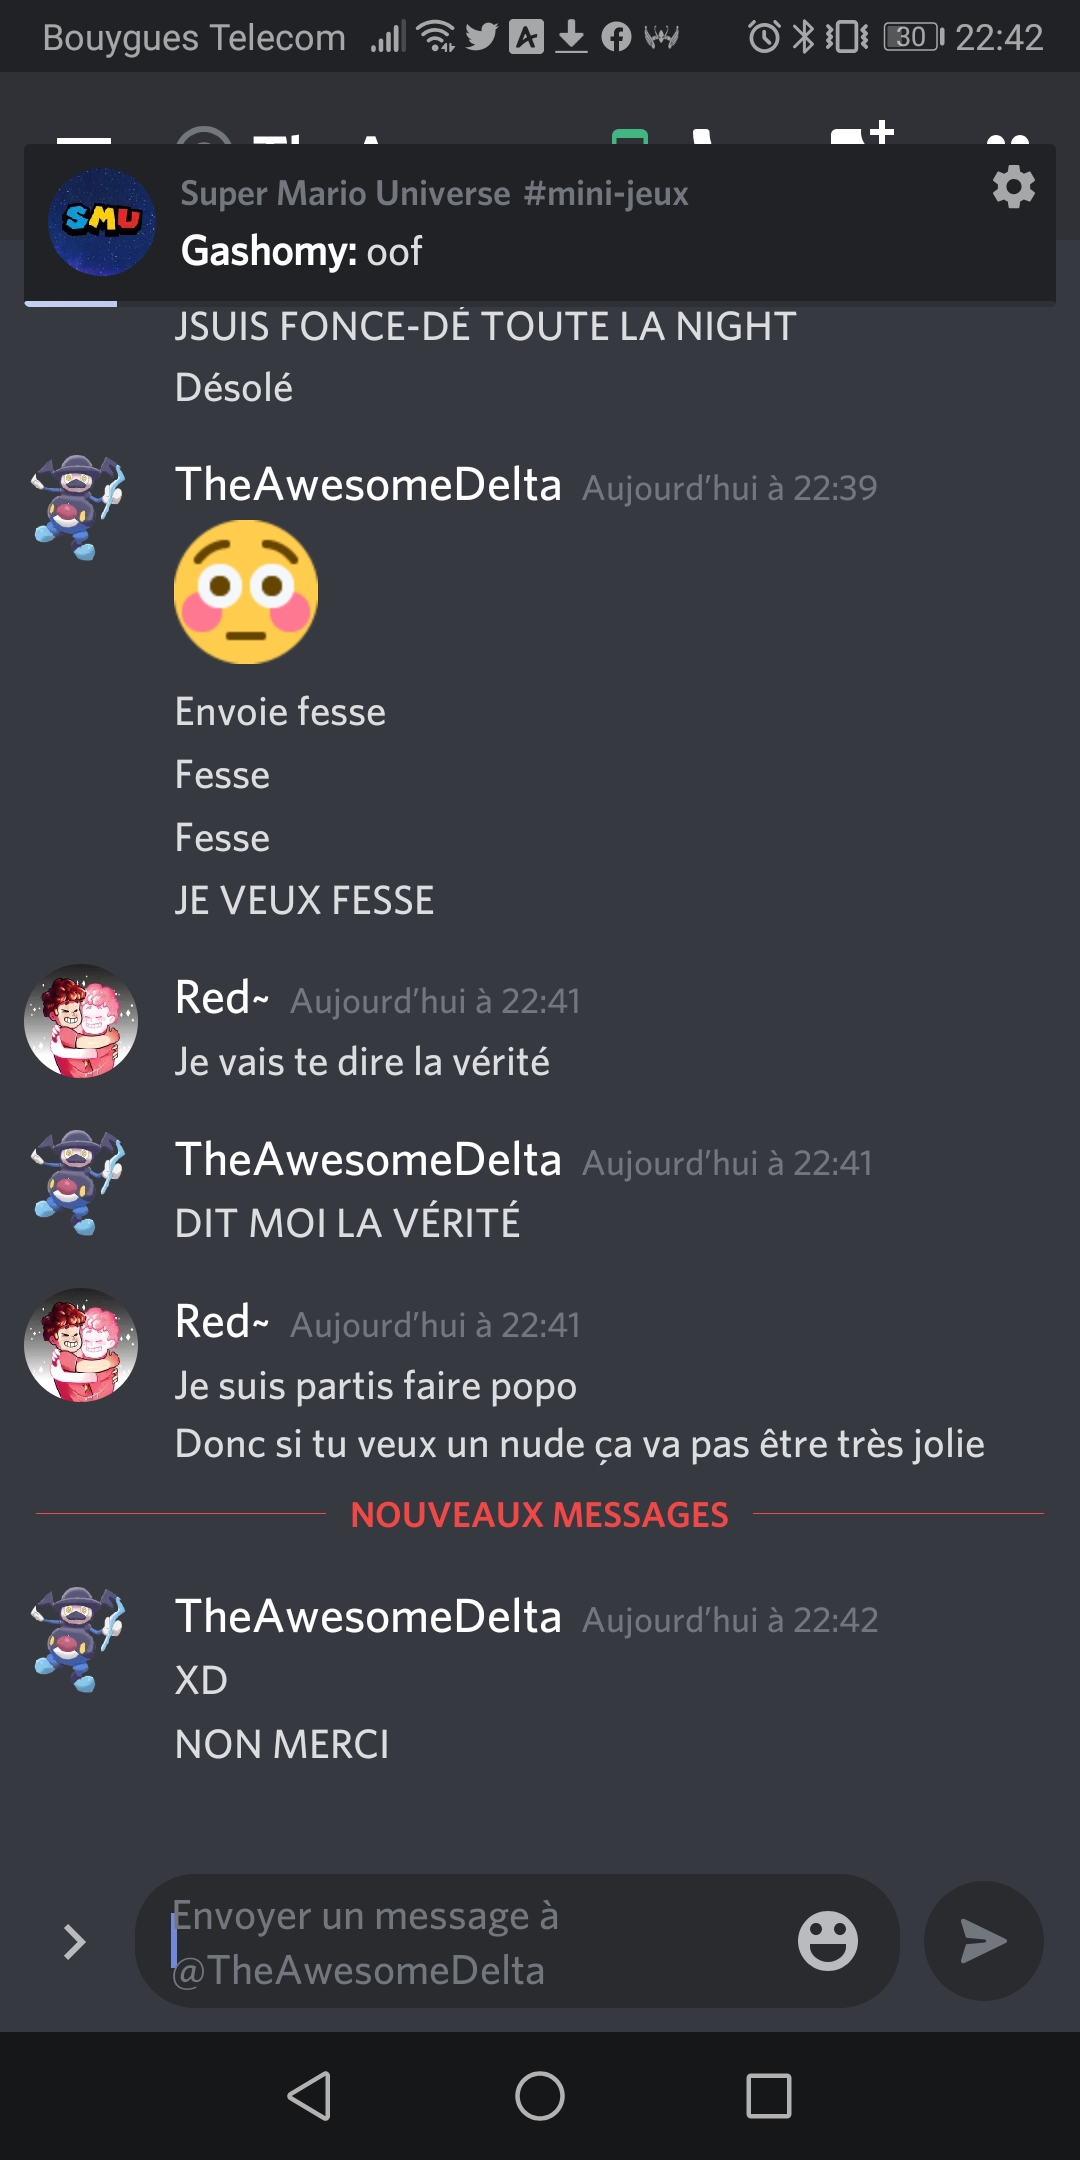 Bouygues Telecom 30 22:42
Super Mario Universe #mini-jeux
SMU
Gashomy: oof
JSUIS FONCE-DÉ TOUTE LA NIGHT
Désolé
TheAwesomeDelta Aujourd'hui à 22:39
Envoie fesse
Fesse
Fesse
JE VEUX FESSE
Red~ Aujourd'hui à 22:41
Je vais te dire la vérité
TheAwesomeDelta Aujourd'hui à 22:41
DIT MOI LA VÉRITÉ
Red~ Aujourd'hui à 22:41
Je suis partis faire popo
Donc si tu veux un nude ça va pas être très jolie
NOUVEAUX MESSAGES
TheAwesomeDelta Aujourd'hui à 22:42
XD
NON MERCI
Envoyer un message à
@TheAwesomeDelta